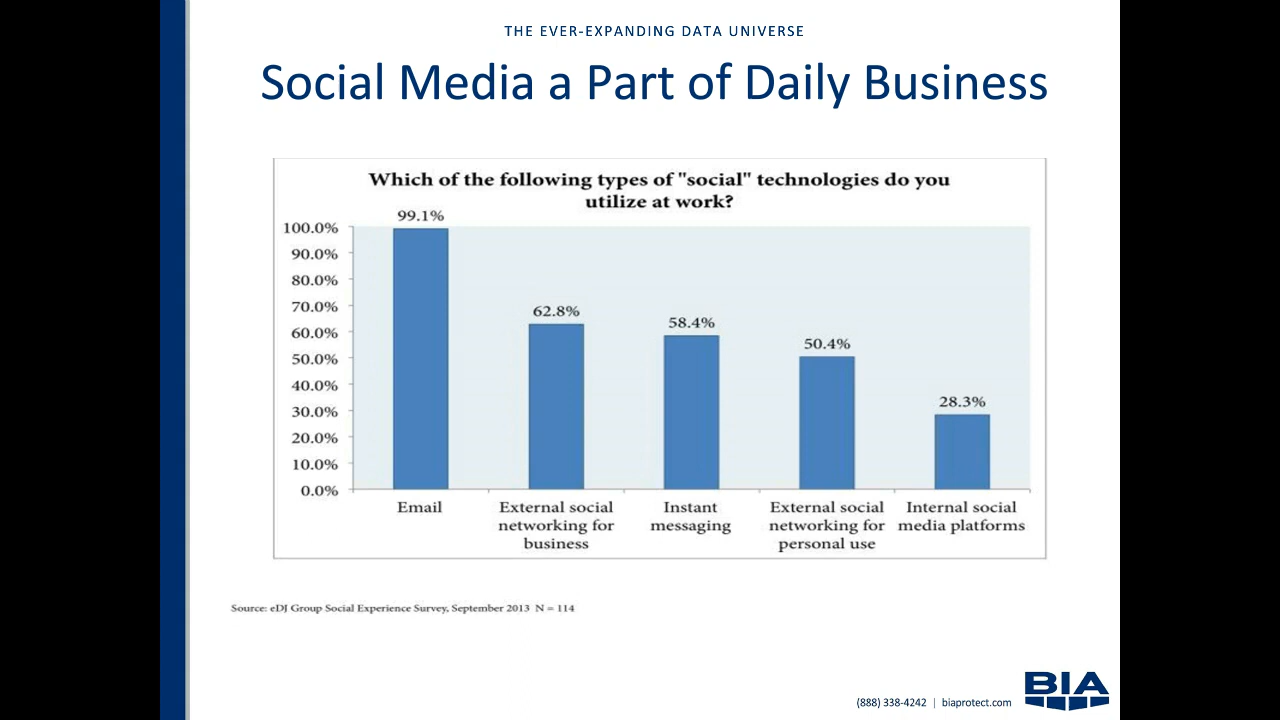 THE EVER-EXPANDING DATA UNIVERSE
Social Media a Part of Daily Business
Which of the following types of "social" technologies do you
utilize at work?
99.1%
100.0%
90.0%
80.0%
70.0%
60.0%
50.0%
40.0%
30.0%
20.0%
10.0%
0.0%
62.8%
58.4%
50.4%
28.3%
Email
External social
networking for
business
Instant
messaging
External social
networking for
personal use
Internal social
media platforms
Source: eDJ Group Social Experience Survey, September 2013 N = 114
(888) 338-4242 | biaprotect.com
BIA